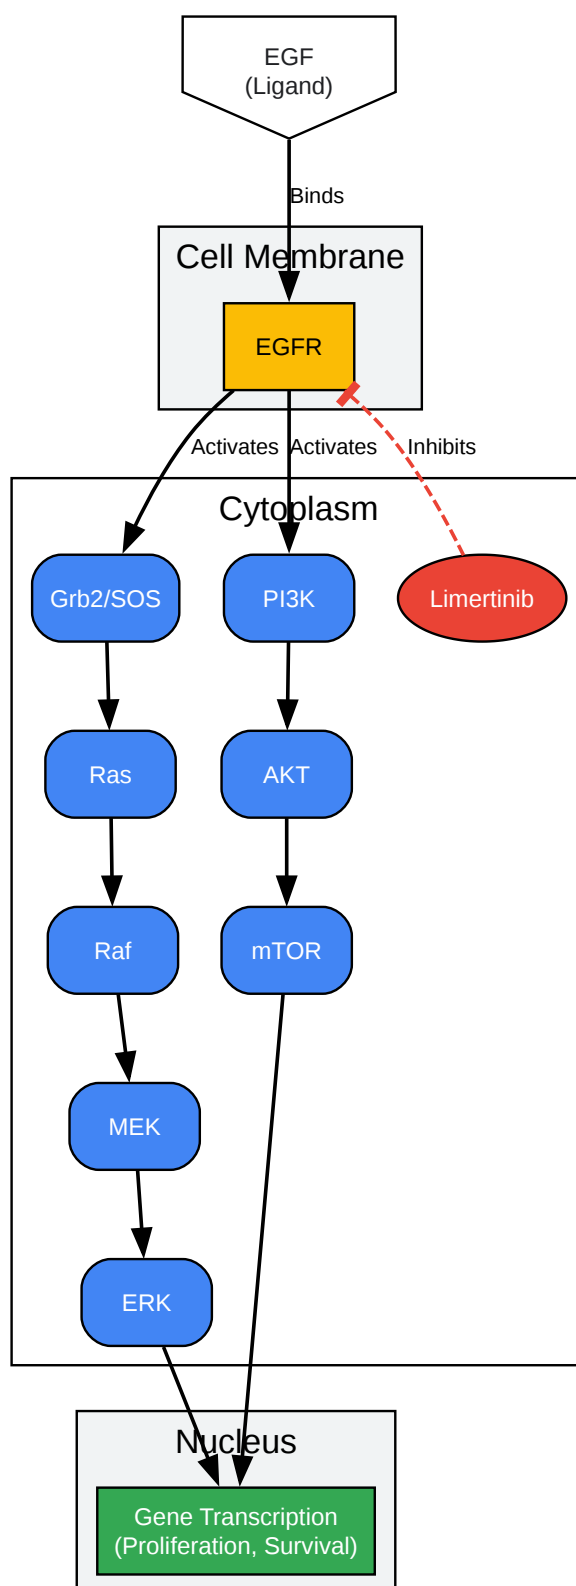 EGF
(Ligand)
Binds
Cell Membrane
EGFR
Activates
Activates
Inhibits
Cytoplasm
Grb2/SOS
PI3K
Limertinib
Ras
AKT
Raf
mTOR
MEK
ERK
Nucleus
Gene Transcription
(Proliferation, Survival)